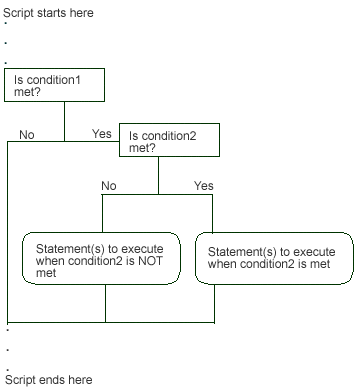 Script starts here
.
.
.
Is condition1
met?
No
Yes
Is condition2
met?
No
Yes
Statement(s) to execute
when condition2 is NOT
met
Statement(s) to execute
when condition2 is met
.
.
.
Script ends here